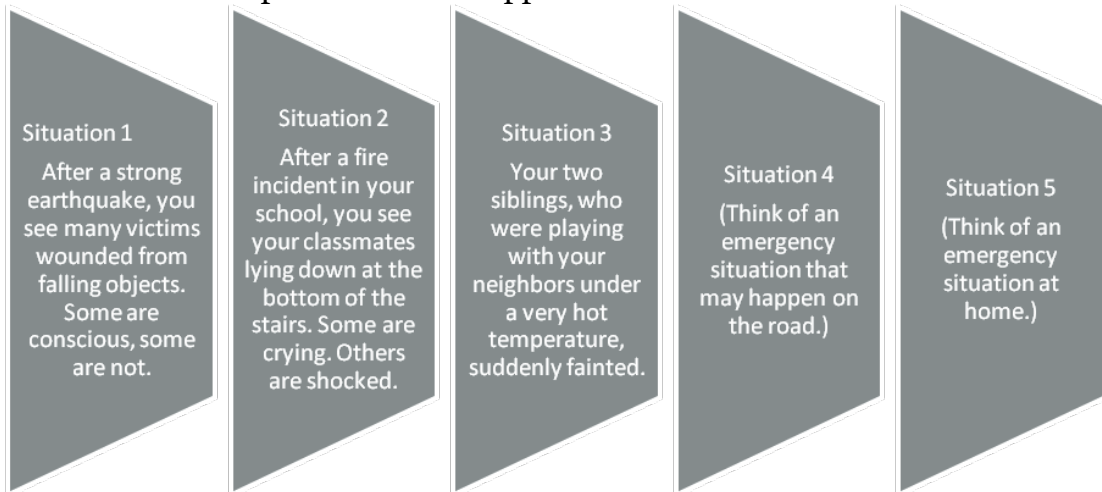 Situation 1
After a strong
earthquake, you
see many victims
wounded from
falling objects.
Some are
conscious, some
are not.
Situation 2
After a fire
incident in your
school, you see
your classmates
lying down at the
bottom of the
stairs. Some are
crying. Others
are shocked.
Situation 3
Your two
siblings, who
were playing
with your
neighbors under
a very hot
temperature,
suddenly fainted.
Situation 4
(Think of an
emergency
situation that
may happen on
the road.)
Situation 5
(Think of an
emergency
situation at
home.)